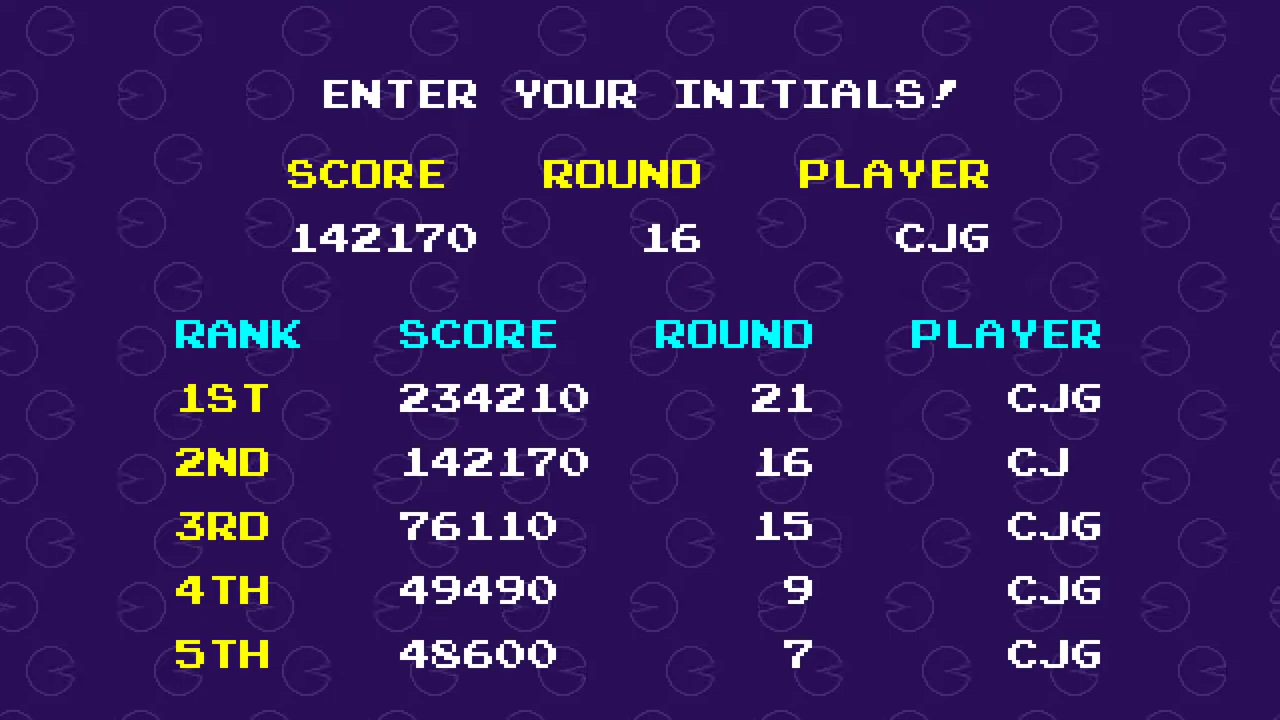 ENTER YOUR INITIALS!
SCORE ROUND PLAYER
142170 16 CJG
RANK SCORE ROUND PLAYER
1ST 234210 21 CJG
2ND 142170 16 CJ
3RD 76110 15 CJG
4TH 49490 9 CJG
5TH 48600 7 CJG